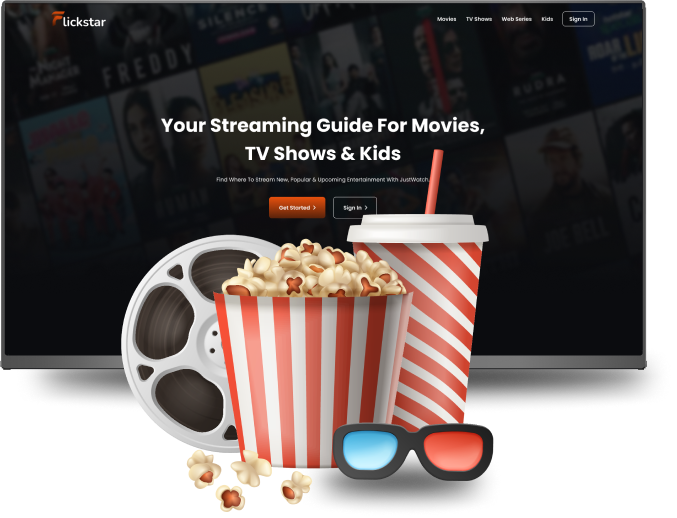 Flickstar
Movies TV Shows Web Series Kids Sign In
FREDDY
Your Streaming Guide For Movies,
TV Shows & Kids
Find Where To Stream New, Popular & Upcoming Entertainment With JustWatch.
Get Started Sign In